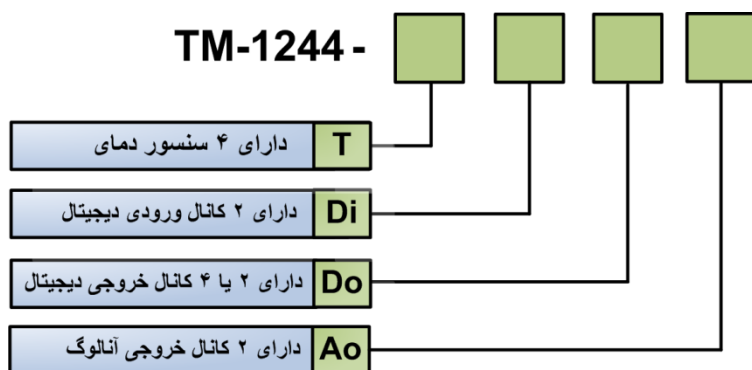 TM-1244 -
T دارای ۴ سنسور دمای
Di دارای ۲ کانال ورودی دیجیتال
Do دارای ۲ یا ۴ کانال خروجی دیجیتال
Ao دارای ۲ کانال خروجی آنالوگ